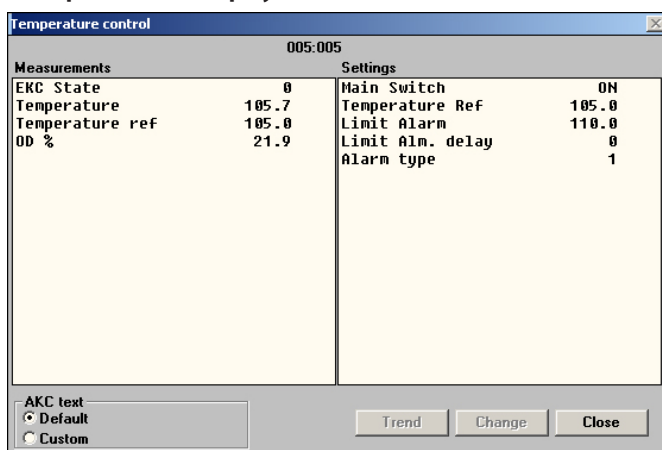 Temperature control
005:005
Measurements
EKC State 0
Temperature 105.7
Temperature ref 105.0
OD % 21.9
Settings
Main Switch ON
Temperature Ref 105.0
Limit Alarm 110.0
Limit Alm. delay 0
Alarm type 1
AKC text
Default
Custom
Trend
Change
Close